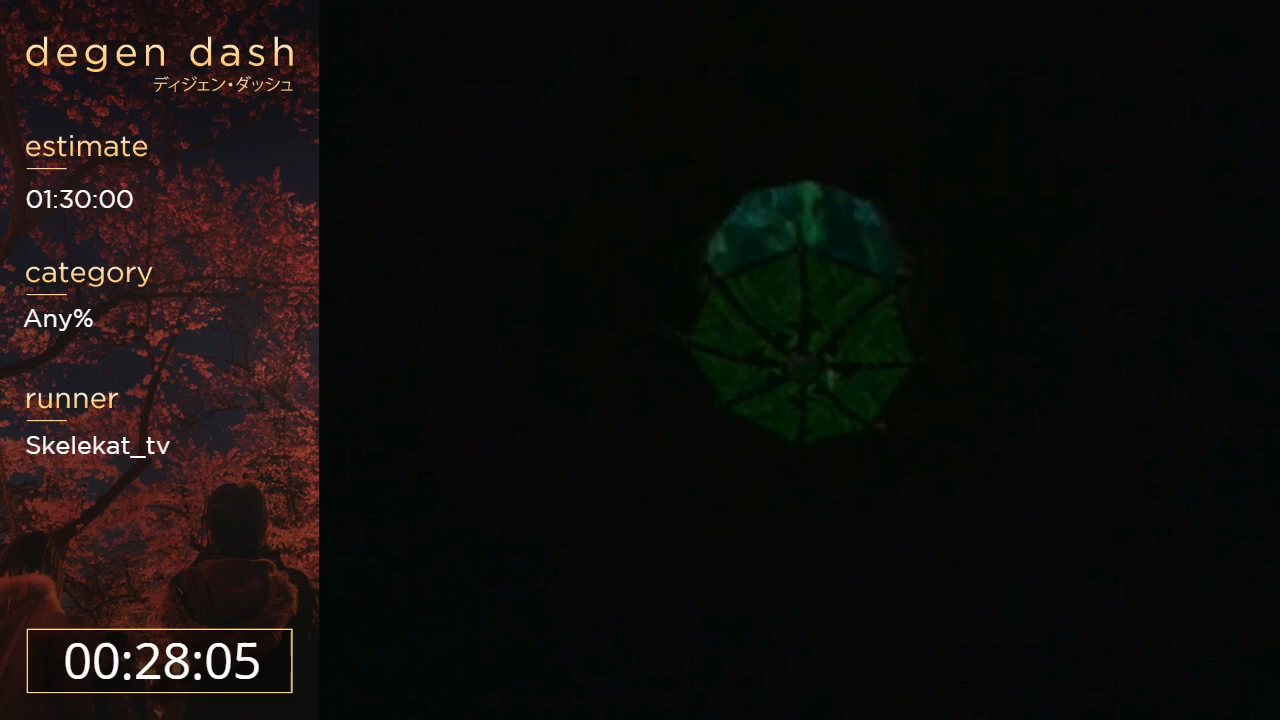 degen dash
ディジェン・ダッシュ
estimate
01:30:00
category
Any%
runner
Skelekat_tv
00:28:05